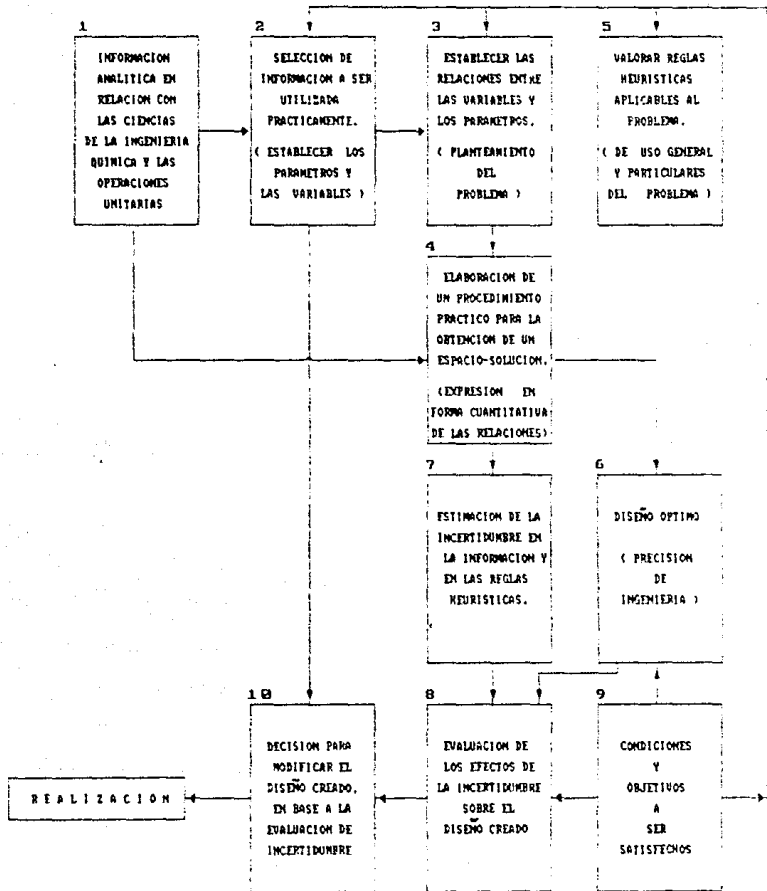 1
INFORMACION
ANALITICA EN
RELACION CON
LAS CIENCIAS
DE LA INGENIERIA
QUIMICA Y LAS
OPERACIONES
UNITARIAS
2
SELECCION DE
INFORMACION A SER
UTILIZADA
PRACTICAMENTE.
( ESTABLECER LOS
PARAMETROS Y
LAS VARIABLES )
3
ESTABLECER LAS
RELACIONES ENTRE
LAS VARIABLES Y
LOS PARAMETROS.
( PLANTEAMIENTO
DEL
PROBLEMA )
5
VALORAR REGLAS
HEURISTICAS
APLICABLES AL
PROBLEMA.
( DE USO GENERAL
Y PARTICULARES
DEL PROBLEMA )
4
ELABORACION DE
UN PROCEDIMIENTO
PRACTICO PARA LA
OBTENCION DE UN
ESPACIO-SOLUCION.
(EXPRESION EN
FORMA CUANTITATIVA
DE LAS RELACIONES)
7
ESTIMACION DE LA
INCERTIDUMBRE EN
LA INFORMACION Y
EN LAS REGLAS
HEURISTICAS.
6
DISEÑO OPTIMO
( PRECISION
DE
INGENIERIA )
10
DECISION PARA
MODIFICAR EL
DISEÑO CREADO,
EN BASE A LA
EVALUACION DE
INCERTIDUMBRE
8
EVALUACION DE
LOS EFECTOS DE
LA INCERTIDUMBRE
SOBRE EL
DISEÑO CREADO
9
CONDICIONES
Y
OBJETIVOS
A
SER
SATISFECHOS
REALIZACION